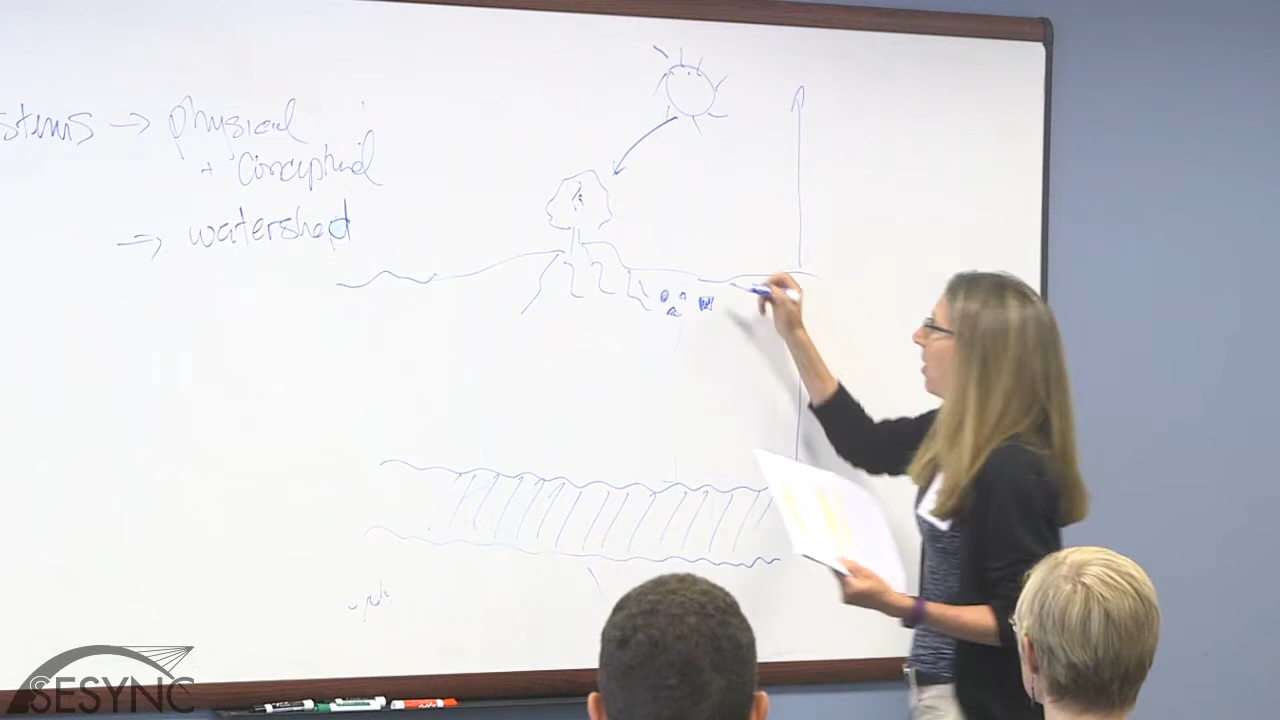 stems → physical
+ Conceptual
→ watershed
SESYNC